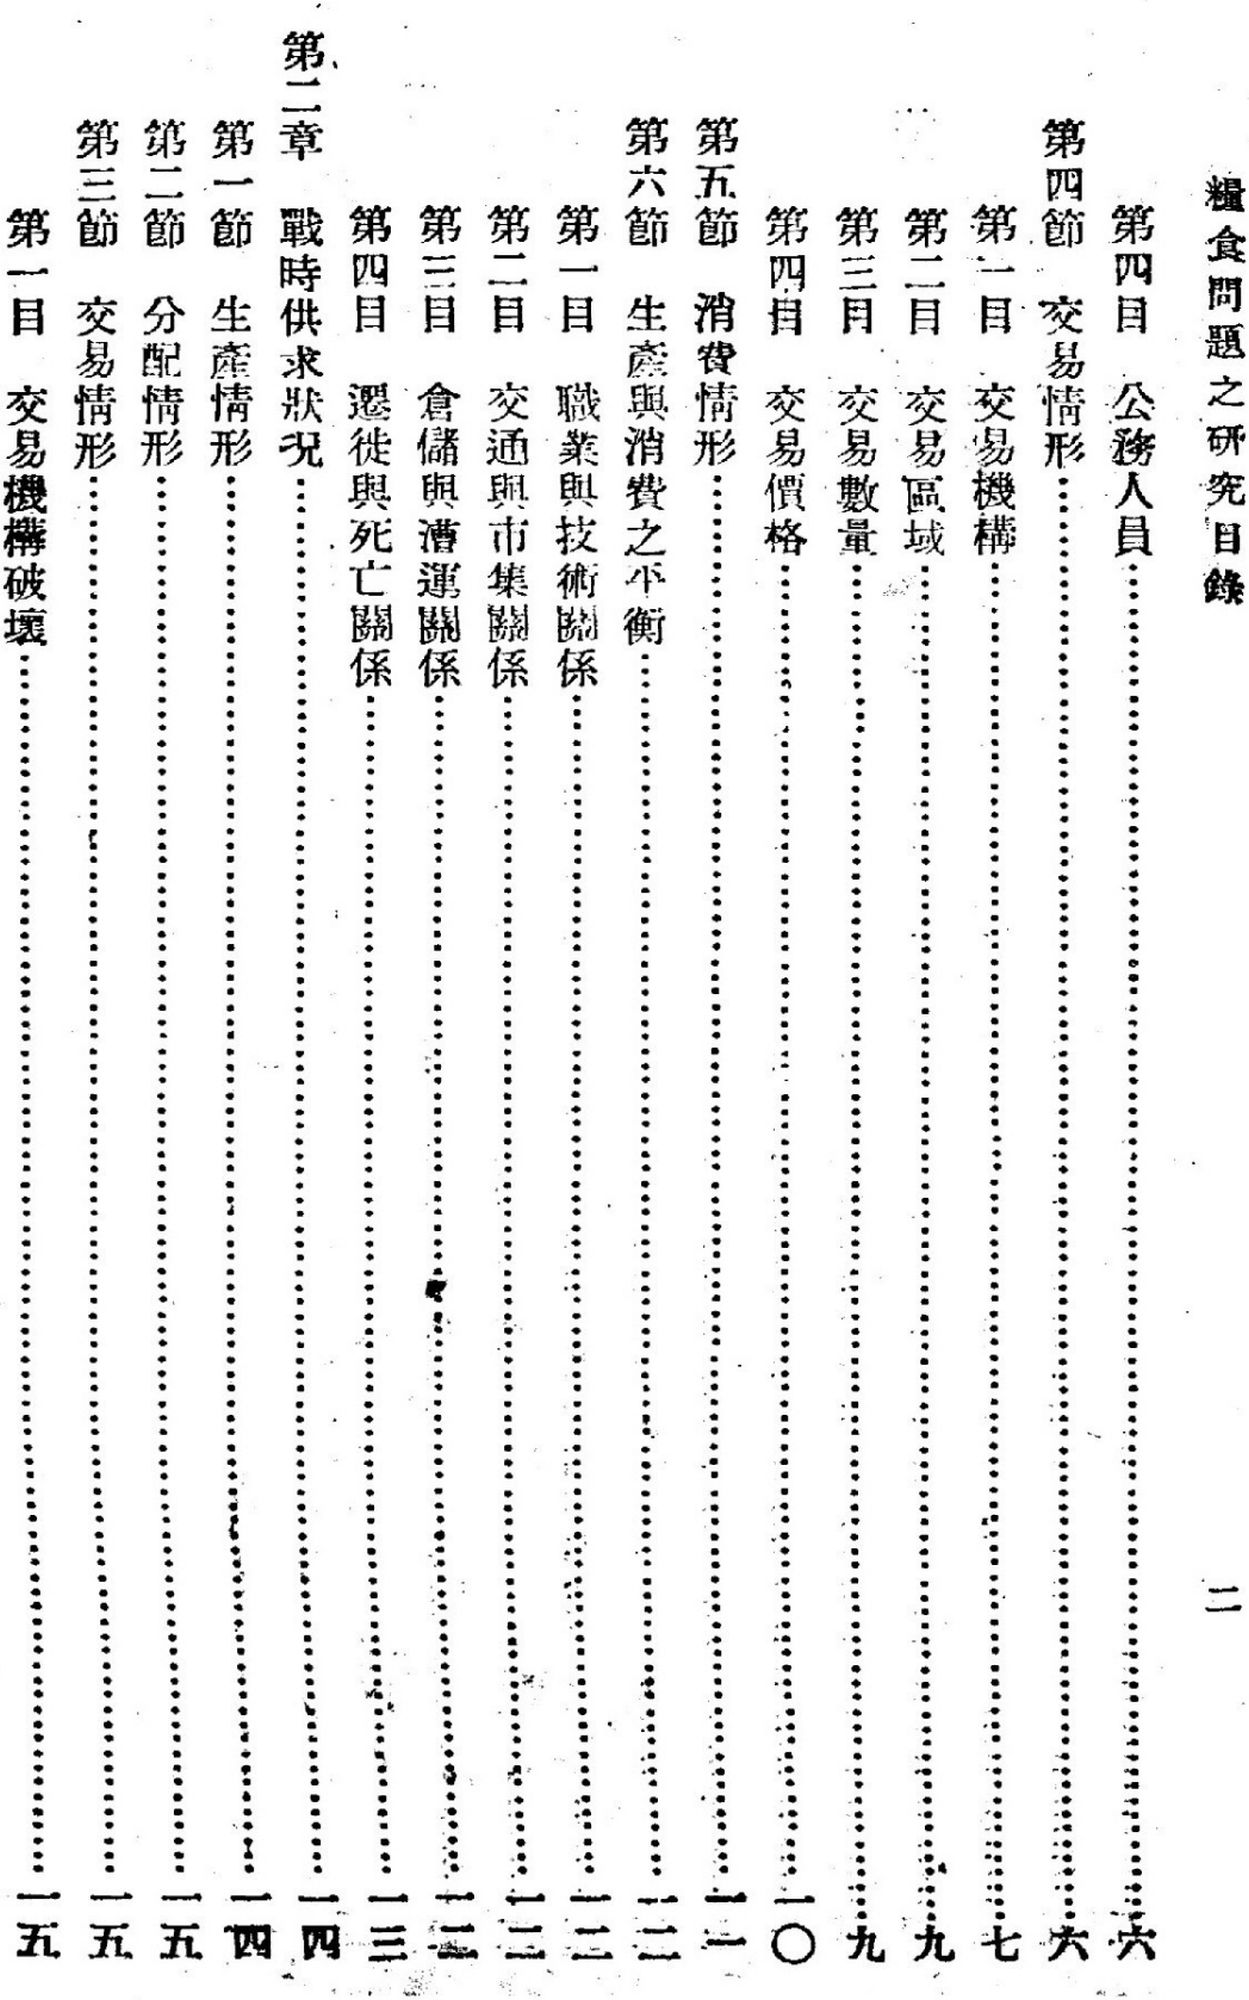 糧食問題之研究目錄 二
第四目 公務人員……六
第四節 交易情形……六
第一目 交易機構……七
第二目 交易區域……九
第三目 交易數量……九
第四目 交易價格……一〇
第五節 消費情形……一一
第六節 生產與消費之平衡……一二
第一目 職業與技術關係……一二
第二目 交通與市集關係……一二
第三目 倉儲與漕運關係……一三
第四目 遷徙與死亡關係……一三
第二章 戰時供求狀況……一四
第一節 生產情形……一四
第二節 分配情形……一五
第三節 交易情形……一五
第一目 交易機構破壞……一五